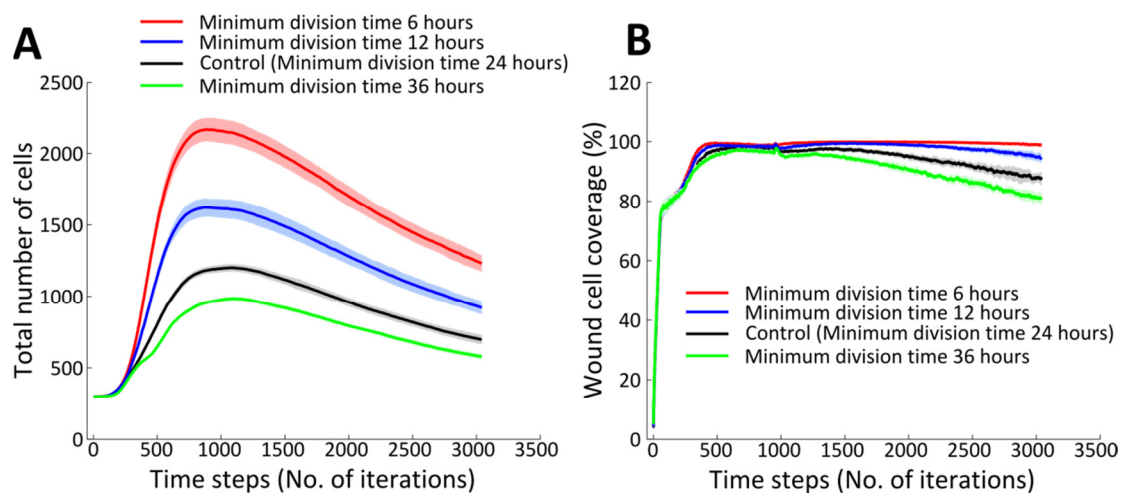 A
Minimum division time 6 hours
Minimum division time 12 hours
Control (Minimum division time 24 hours)
Minimum division time 36 hours
Total number of cells
2500
2000
1500
1000
500
0
0 500 1000 1500 2000 2500 3000 3500
Time steps (No. of iterations)
B
Wound cell coverage (%)
120
100
80
60
40
20
0
Minimum division time 6 hours
Minimum division time 12 hours
Control (Minimum division time 24 hours)
Minimum division time 36 hours
0 500 1000 1500 2000 2500 3000 3500
Time steps (No. of iterations)